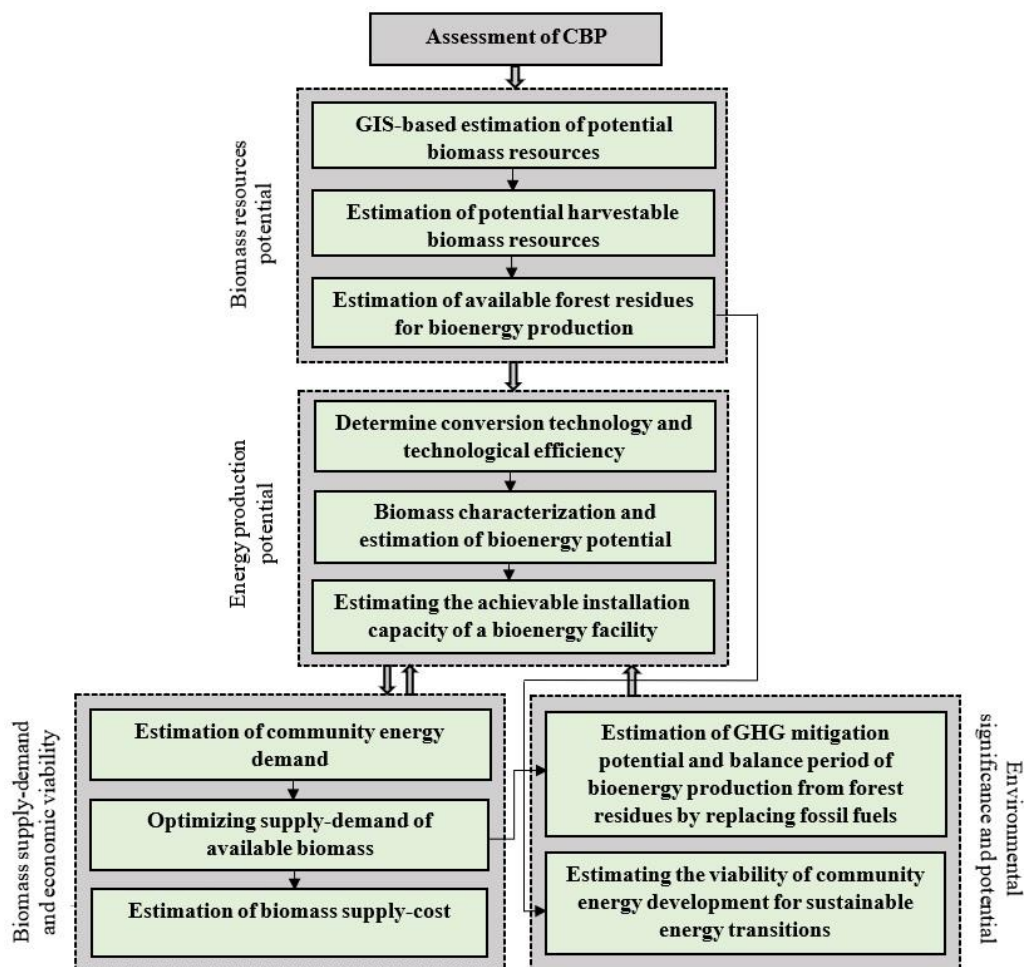 Assessment of CBP
Biomass resources
potential
GIS-based estimation of potential
biomass resources
Estimation of potential harvestable
biomass resources
Estimation of available forest residues
for bioenergy production
Energy production
potential
Determine conversion technology and
technological efficiency
Biomass characterization and
estimation of bioenergy potential
Estimating the achievable installation
capacity of a bioenergy facility
Biomass supply-demand
and economic viability
Estimation of community energy
demand
Optimizing supply-demand of
available biomass
Estimation of biomass supply-cost
Estimation of GHG mitigation
potential and balance period of
bioenergy production from forest
residues by replacing fossil fuels
Estimating the viability of community
energy development for sustainable
energy transitions
Environmental
significance and potential